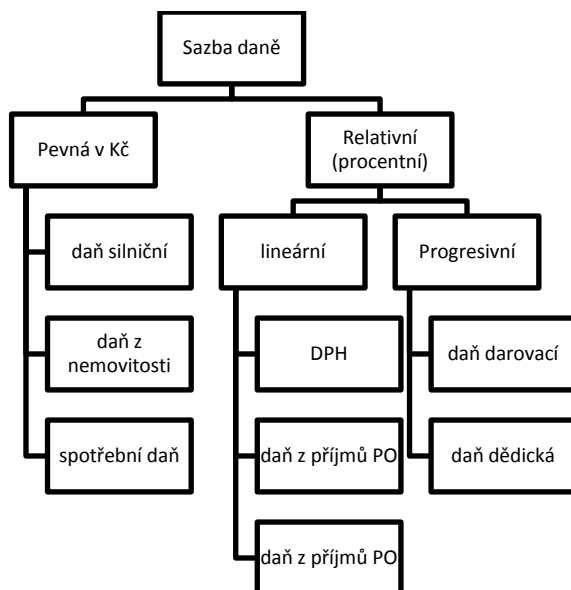 Sazba daně
Pevná v Kč
Relativní
(procentní)
daň silniční
daň z
nemovitosti
spotřební daň
lineární
Progresivní
DPH
daň z příjmů PO
daň z příjmů PO
daň darovací
daň dědická